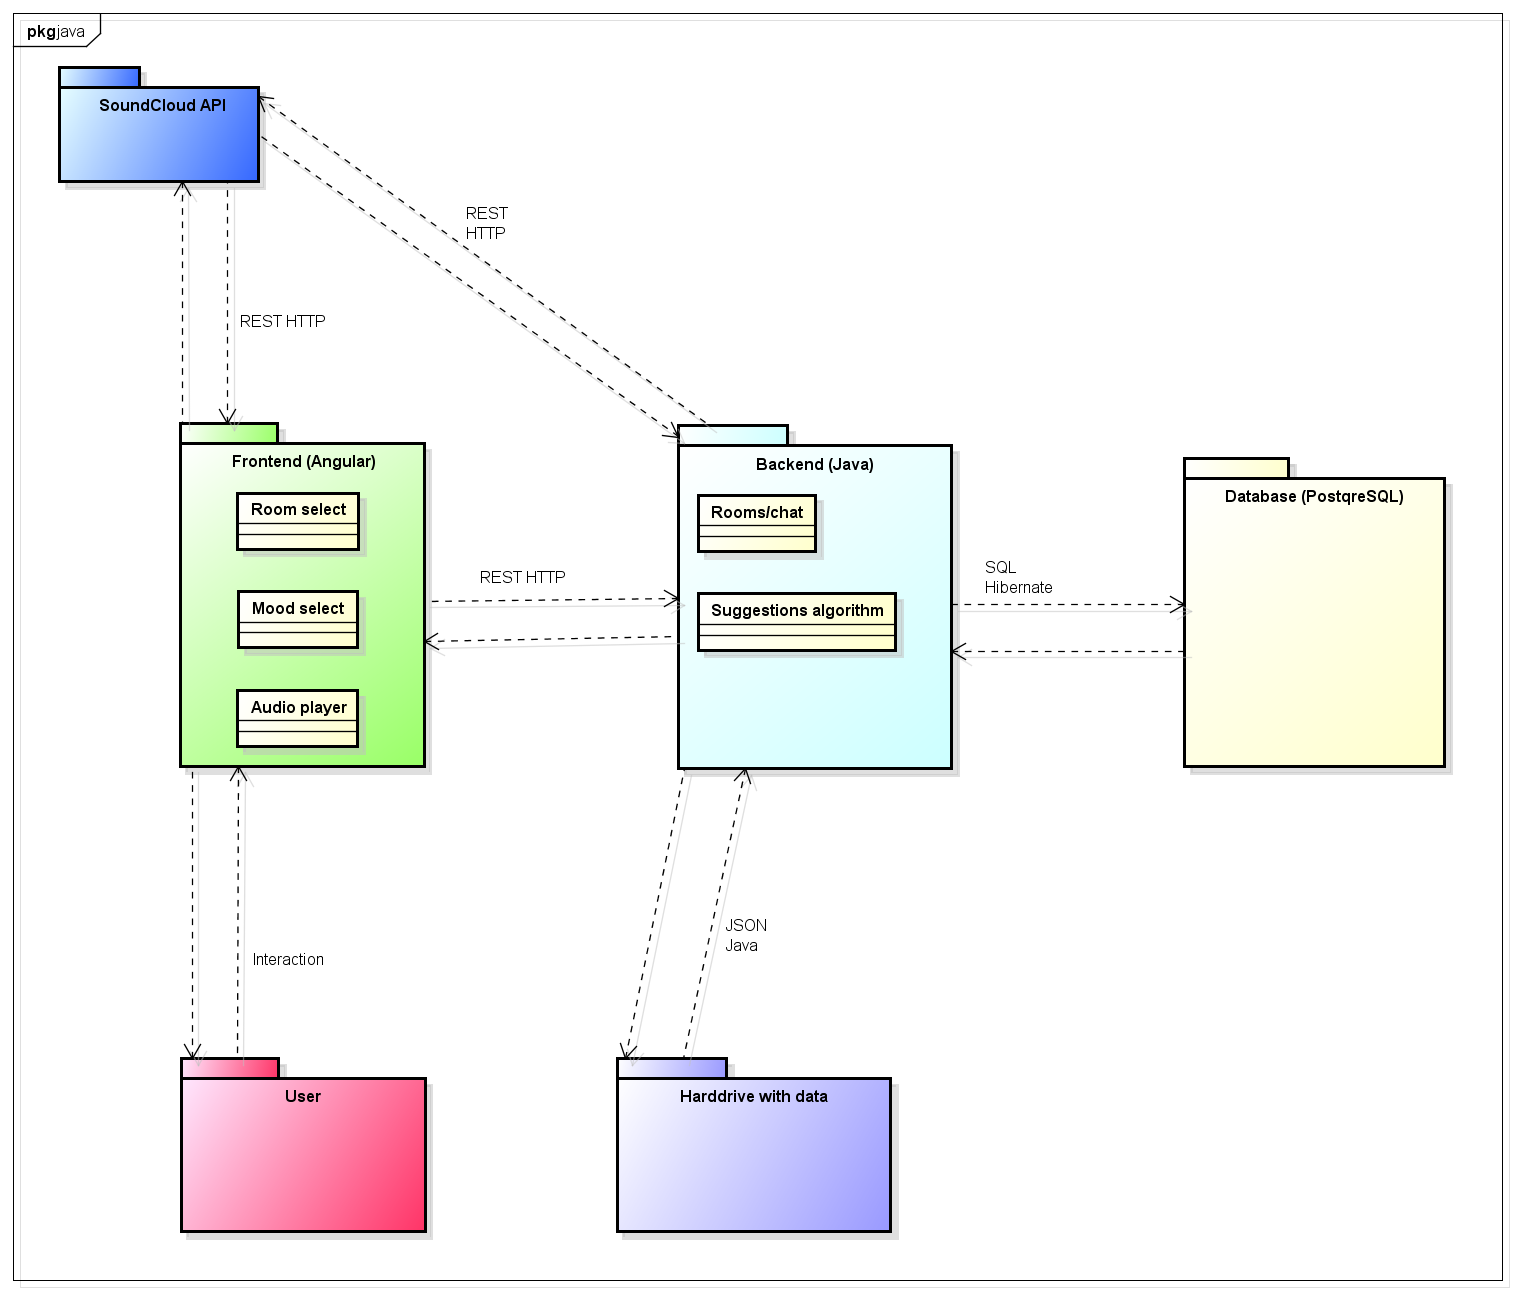 pkgjava
SoundCloud API
REST
HTTP
REST HTTP
Frontend (Angular)
Room select
Mood select
Audio player
REST HTTP
Backend (Java)
Rooms/chat
Suggestions algorithm
SQL
Hibernate
Database (PostqreSQL)
Interaction
JSON
Java
User
Harddrive with data